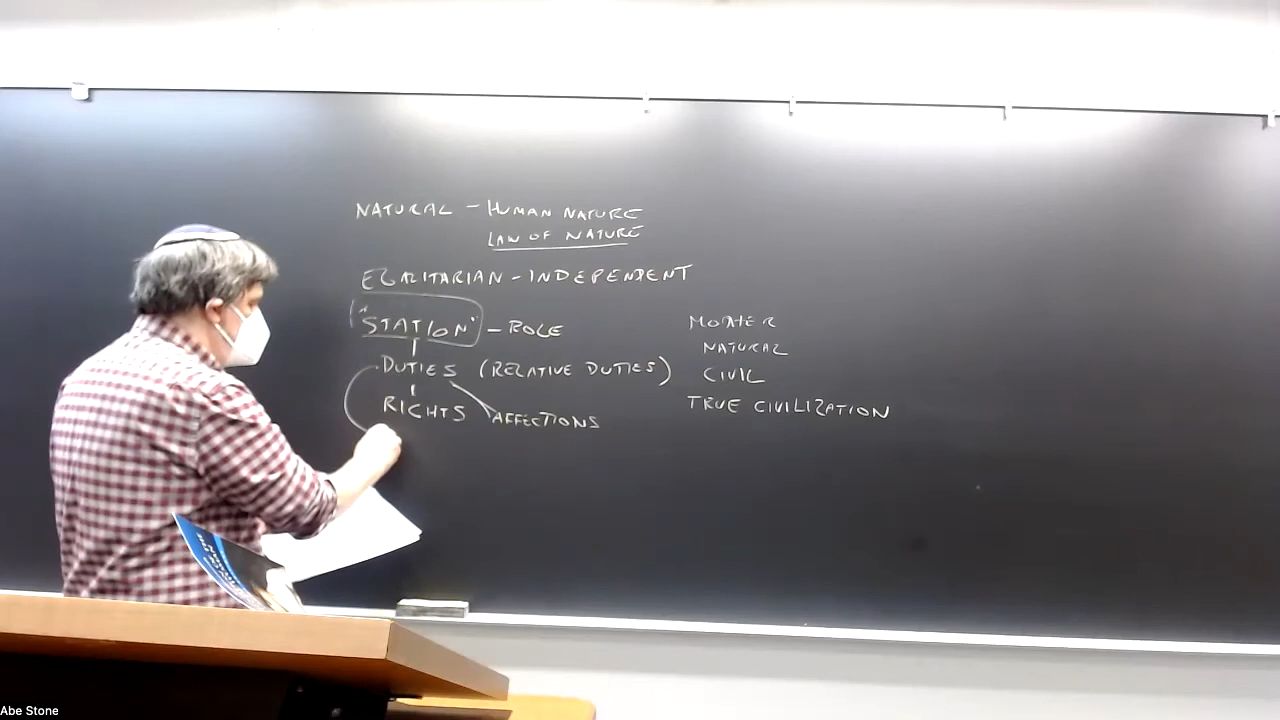 NATURAL - HUMAN NATURE
LAW OF NATURE
EGALITARIAN - INDEPENDENT
"STATION" - ROLE
DUTIES (RELATIVE DUTIES)
RIGHTS
AFFECTIONS
MOTHER
NATURAL
CIVIL
TRUE CIVILIZATION
Abe Stone